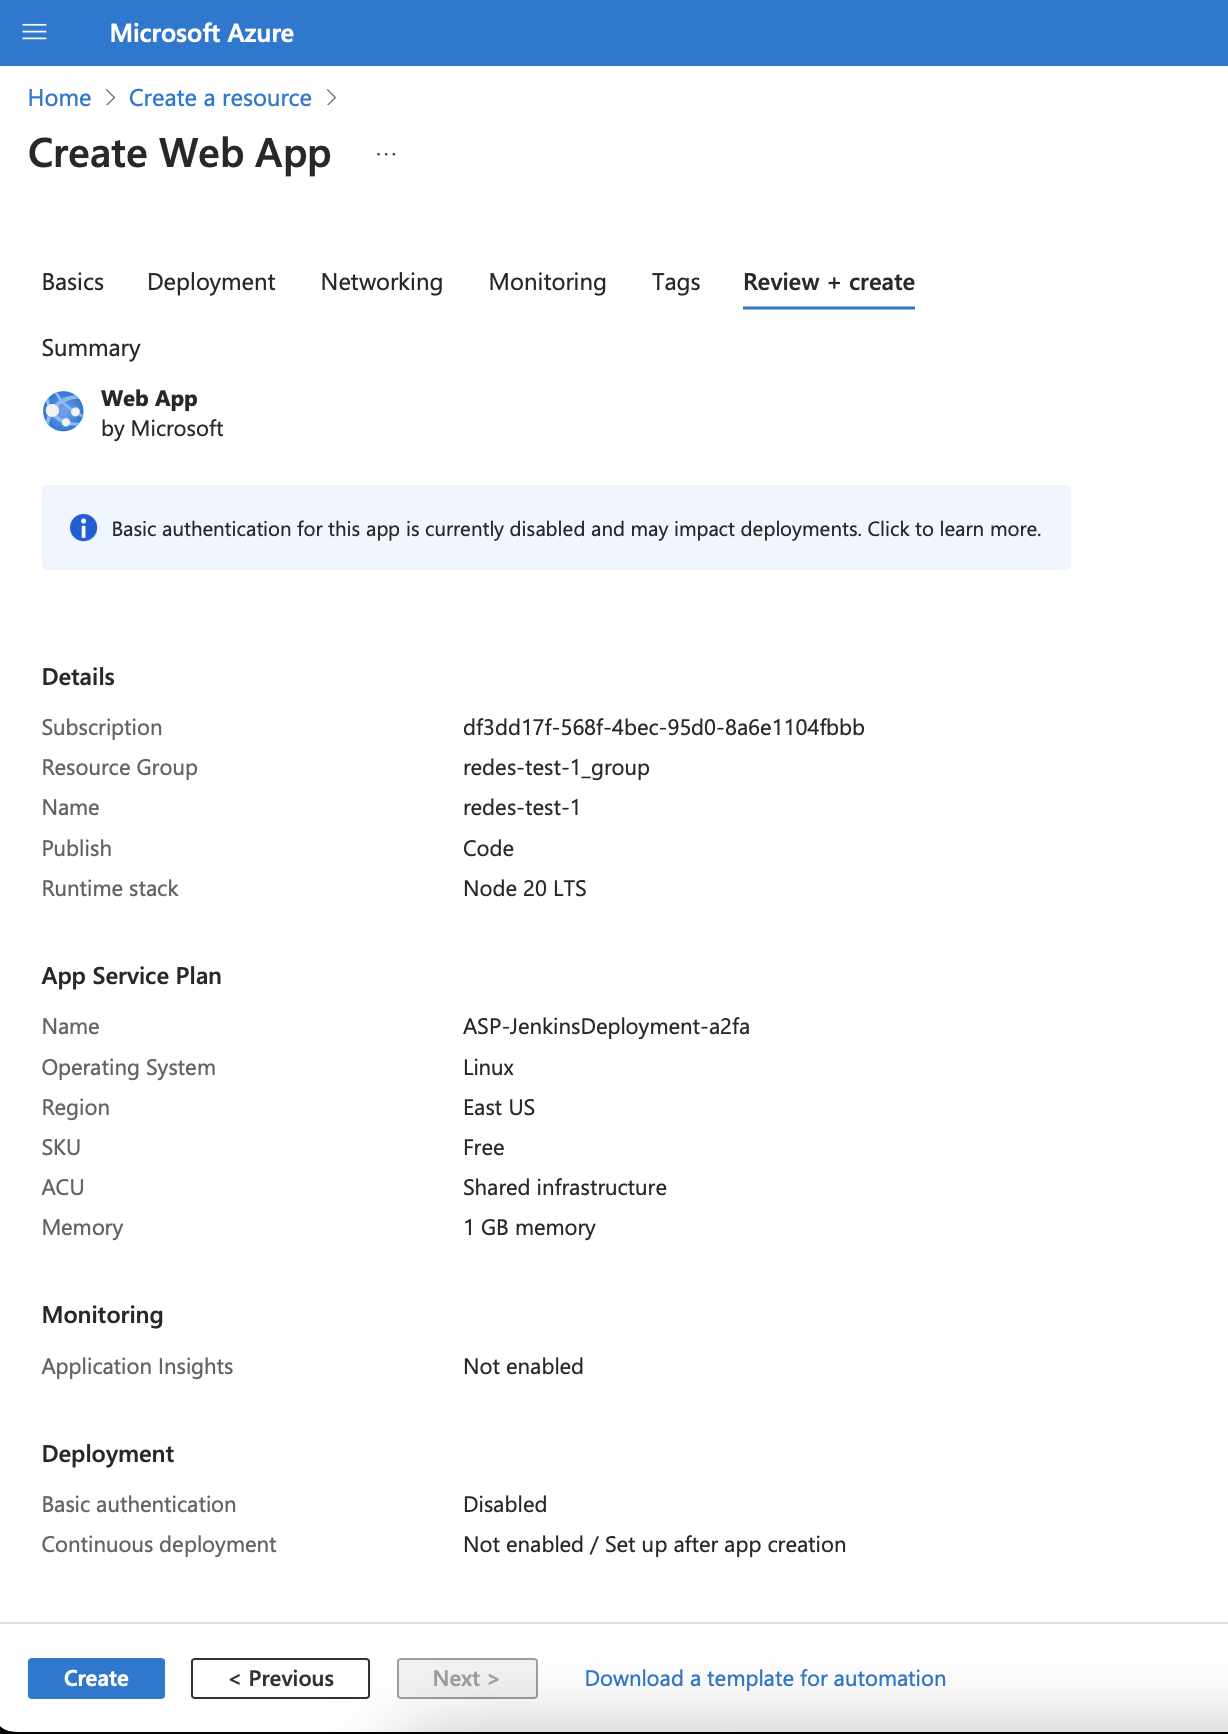 Microsoft Azure
Home > Create a resource >
Create Web App ...
Basics Deployment Networking Monitoring Tags Review + create
Summary
Web App
by Microsoft
Basic authentication for this app is currently disabled and may impact deployments. Click to learn more.
Details
Subscription df3dd17f-568f-4bec-95d0-8a6e1104fbbb
Resource Group redes-test-1_group
Name redes-test-1
Publish Code
Runtime stack Node 20 LTS
App Service Plan
Name ASP-JenkinsDeployment-a2fa
Operating System Linux
Region East US
SKU Free
ACU Shared infrastructure
Memory 1 GB memory
Monitoring
Application Insights Not enabled
Deployment
Basic authentication Disabled
Continuous deployment Not enabled / Set up after app creation
Create < Previous Next > Download a template for automation